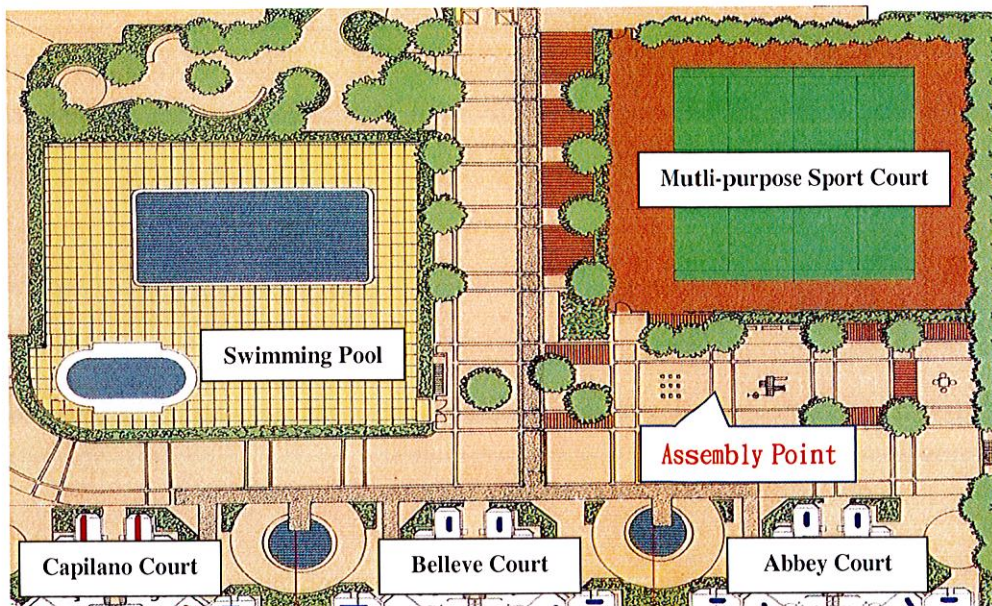 Mutli-purpose Sport Court
Swimming Pool
Assembly Point
Capilano Court
Belleve Court
Abbey Court